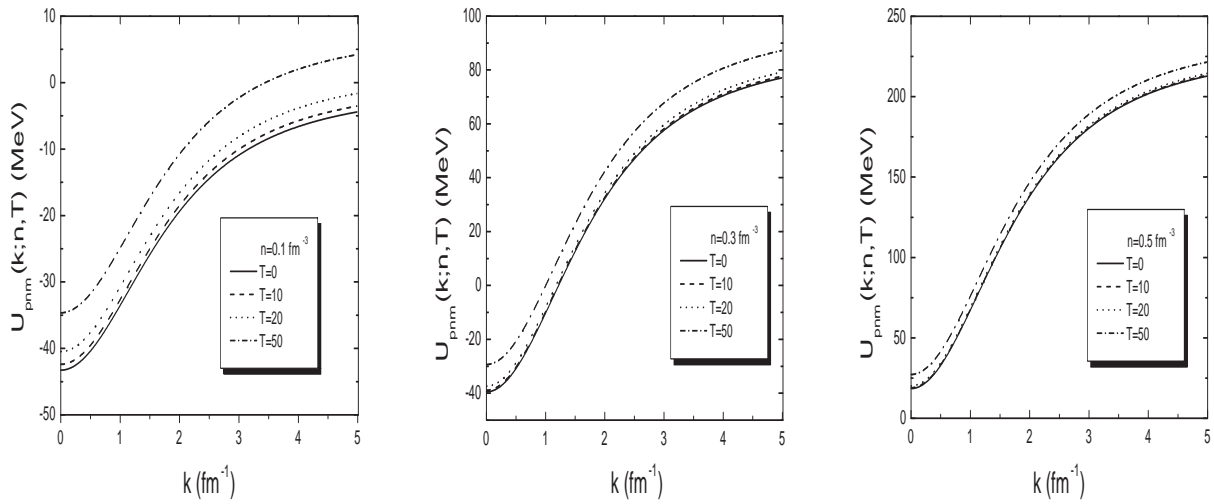 10
0
-10
-20
-30
-40
-50
U_pnm (k;n,T) (MeV)
n=0.1 fm^-3
T=0
T=10
T=20
T=50
0 1 2 3 4 5
k (fm^-1)
100
80
60
40
20
0
-20
-40
U_pnm (k;n,T) (MeV)
n=0.3 fm^-3
T=0
T=10
T=20
T=50
0 1 2 3 4 5
k (fm^-1)
250
200
150
100
50
0
U_pnm (k;n,T) (MeV)
n=0.5 fm^-3
T=0
T=10
T=20
T=50
0 1 2 3 4 5
k (fm^-1)